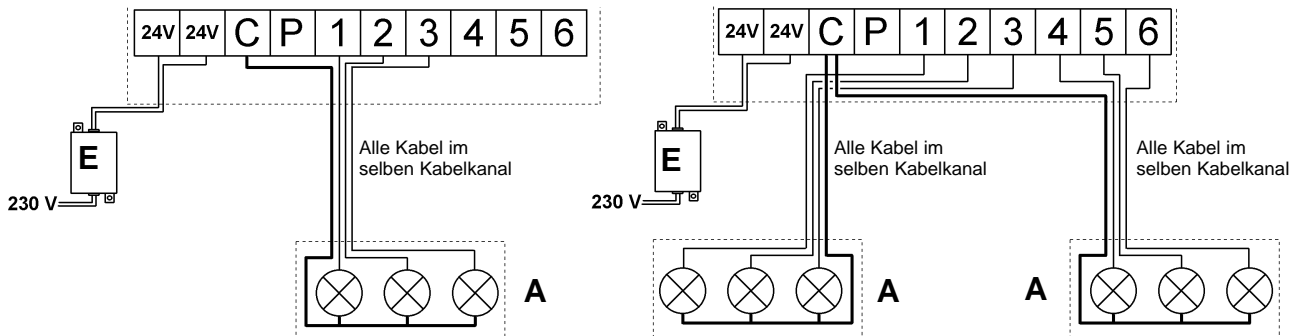 24V 24V C P 1 2 3 4 5 6
E
230 V
Alle Kabel im
selben Kabelkanal
A
24V 24V C P 1 2 3 4 5 6
E
230 V
Alle Kabel im
selben Kabelkanal
Alle Kabel im
selben Kabelkanal
A
A